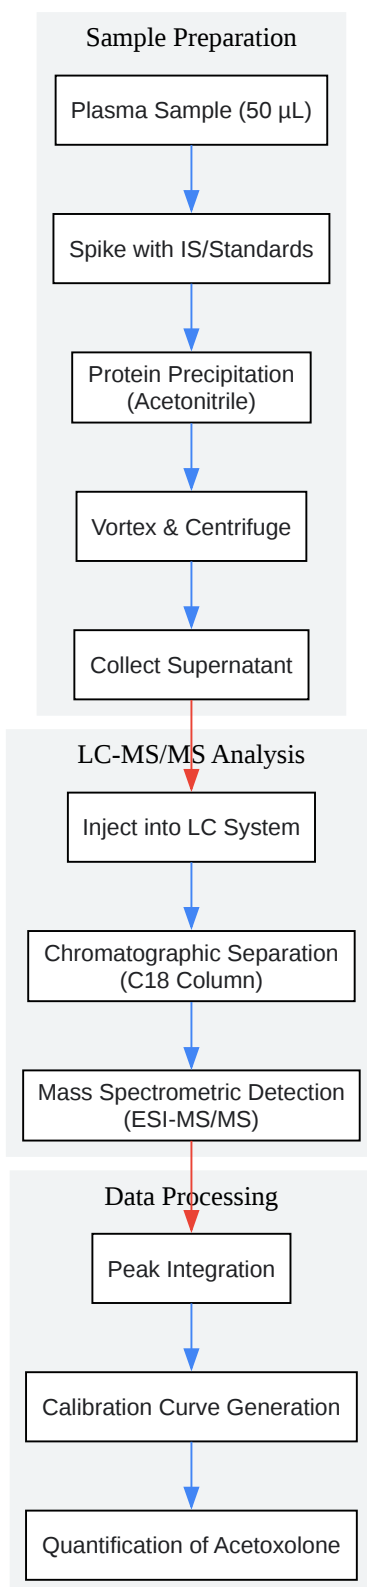 Sample Preparation
Plasma Sample (50 µL)
Spike with IS/Standards
Protein Precipitation
(Acetonitrile)
Vortex & Centrifuge
Collect Supernatant
LC-MS/MS Analysis
Inject into LC System
Chromatographic Separation
(C18 Column)
Mass Spectrometric Detection
(ESI-MS/MS)
Data Processing
Peak Integration
Calibration Curve Generation
Quantification of Acetoxolone